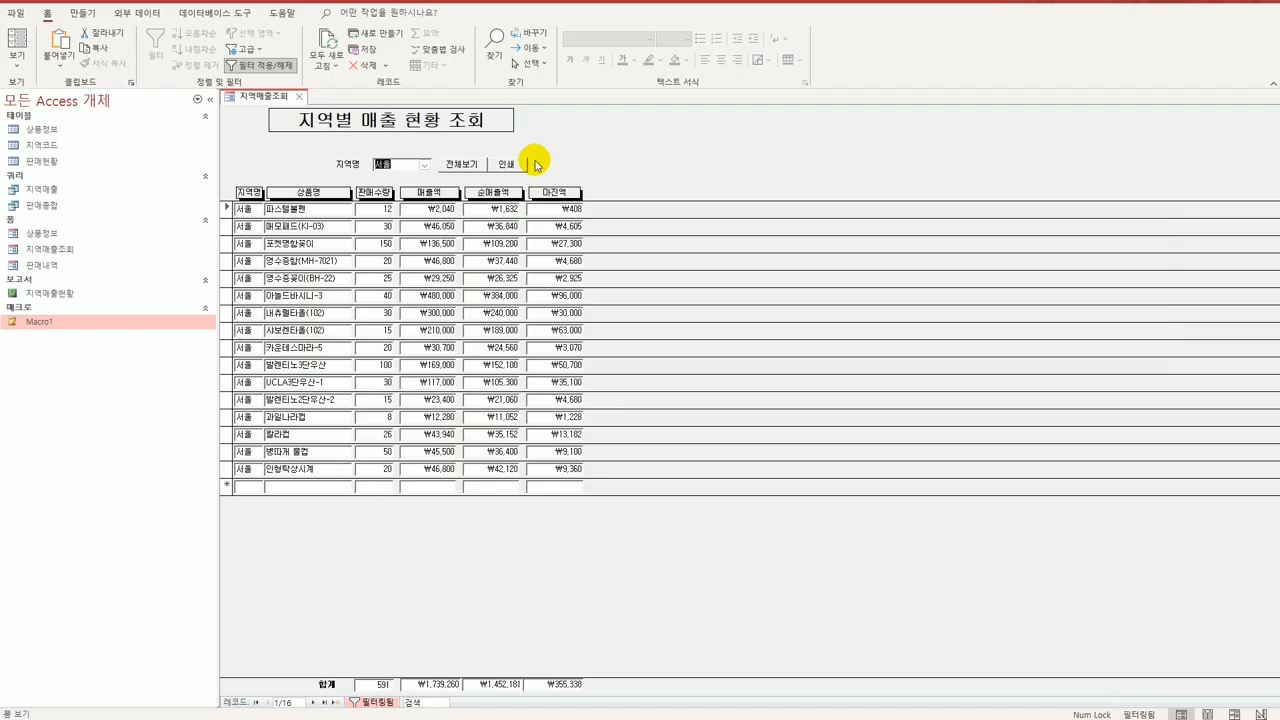 파일 홈 만들기 외부 데이터 데이터베이스 도구 도움말 어떤 작업을 원하시나요?
보기
붙여넣기
잘라내기
복사
서식 복사
클립보드
필터
오름차순
내림차순
정렬 제거
선택 영역
고급
필터 적용/해제
정렬 및 필터
모두 새로 고침
새로 만들기
저장
삭제
요약
맞춤법 검사
기타
레코드
찾기
바꾸기
이동
선택
찾기
가 가 가
텍스트 서식
모든 Access 개체
테이블
상품정보
지역코드
판매현황
쿼리
지역매출
판매종합
폼
상품정보
지역매출조회
판매내역
보고서
지역매출현황
매크로
Macro1
지역매출조회
지역별 매출 현황 조회
지역명 서울 전체보기 인쇄
지역명 상품명 판매수량 매출액 순매출액 마진액
서울 파스텔볼펜 12 ₩2,040 ₩1,632 ₩408
서울 메모패드(KI-03) 30 ₩46,050 ₩36,840 ₩4,605
서울 포켓명함꽂이 150 ₩136,500 ₩109,200 ₩27,300
서울 영수증함(MH-7021) 20 ₩46,800 ₩37,440 ₩4,680
서울 영수증꽂이(BH-22) 25 ₩29,250 ₩26,325 ₩2,925
서울 아놀드바시니-3 40 ₩480,000 ₩384,000 ₩96,000
서울 내츄럴타올(102) 30 ₩300,000 ₩240,000 ₩30,000
서울 샤보렌타올(102) 15 ₩210,000 ₩189,000 ₩63,000
서울 카운테스마라-5 20 ₩30,700 ₩24,560 ₩3,070
서울 발렌티노3단우산 100 ₩169,000 ₩152,100 ₩50,700
서울 UCLA3단우산-1 30 ₩117,000 ₩105,300 ₩35,100
서울 발렌티노2단우산-2 15 ₩23,400 ₩21,060 ₩4,680
서울 과일나라컵 8 ₩12,280 ₩11,052 ₩1,228
서울 칼라컵 26 ₩43,940 ₩35,152 ₩13,182
서울 병따개 물컵 50 ₩45,500 ₩36,400 ₩9,100
서울 인형탁상시계 20 ₩46,800 ₩42,120 ₩9,360
합계 591 ₩1,739,260 ₩1,452,181 ₩355,338
레코드: 1/16 필터링됨 검색
폼 보기 Num Lock 필터링됨